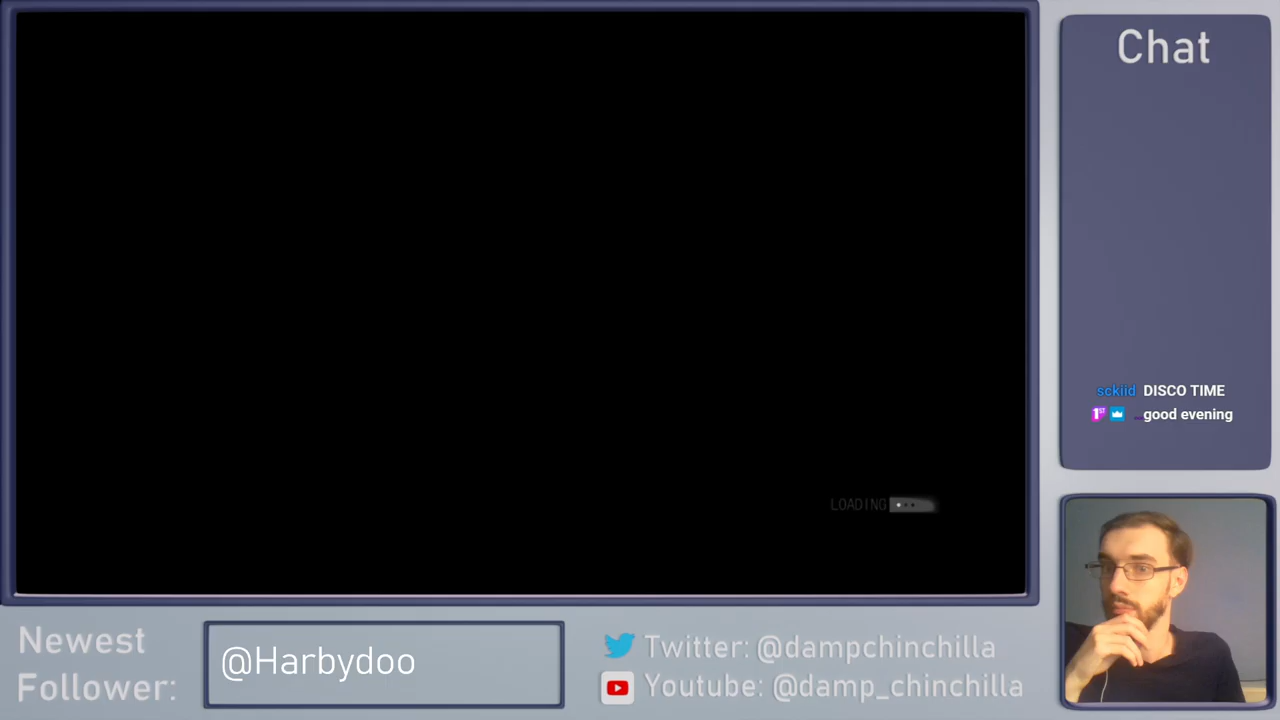 Chat
sckiid DISCO TIME
good evening
LOADING
Newest
Follower:
@Harbydoo
Twitter: @dampchinchilla
Youtube: @damp_chinchilla